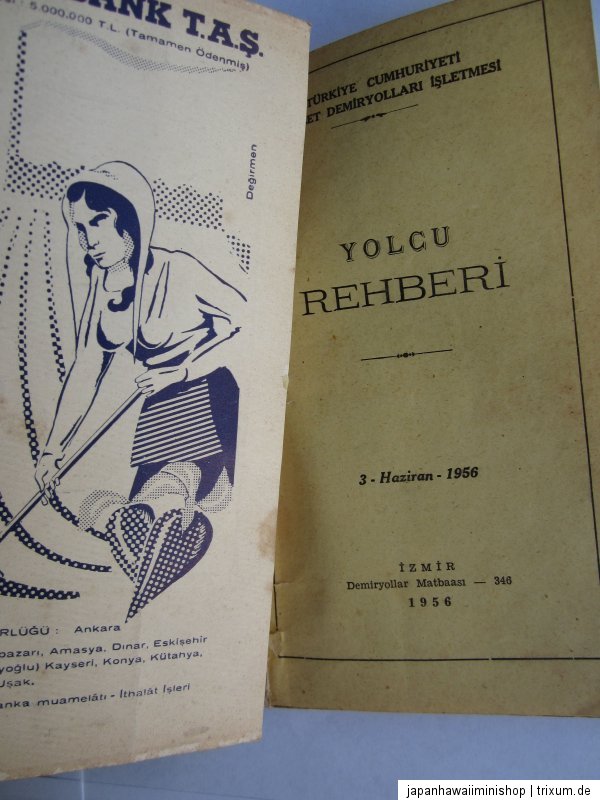 BANK T.A.Ş.
: 5.000.000 T.L. (Tamamen Ödenmiş)
Değirmen
RLÜĞÜ : Ankara
pazarı, Amasya, Dınar, Eskişehir
yoğlu) Kayseri, Konya, Kütahya,
Uşak.
anka muamelâtı - İthalât İşleri
TÜRKİYE CUMHURİYETİ
ET DEMİRYOLLARI İŞLETMESİ
YOLCU
REHBERİ
3 - Haziran - 1956
İZMİR
Demiryollar Matbaası — 346
1956
japanhawaiiminishop | trixum.de